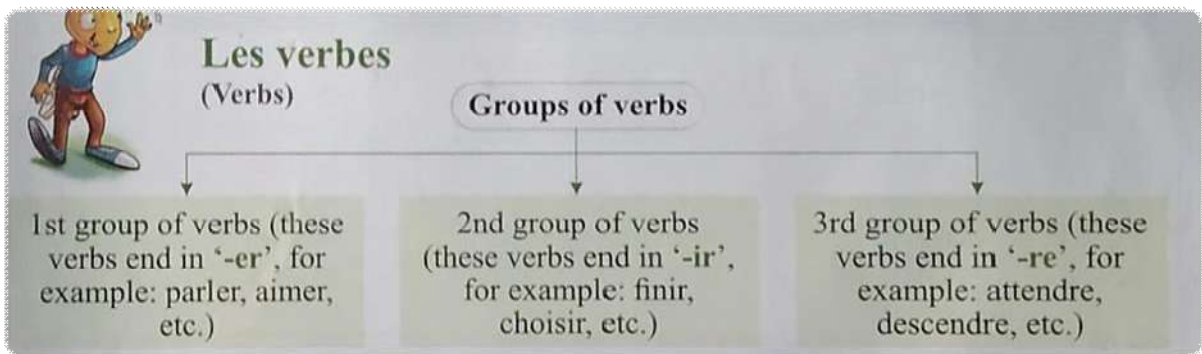 Les verbes
(Verbs)
Groups of verbs
1st group of verbs (these
verbs end in ‘-er’, for
example: parler, aimer,
etc.)
2nd group of verbs
(these verbs end in ‘-ir’,
for example: finir,
choisir, etc.)
3rd group of verbs (these
verbs end in ‘-re’, for
example: attendre,
descendre, etc.)